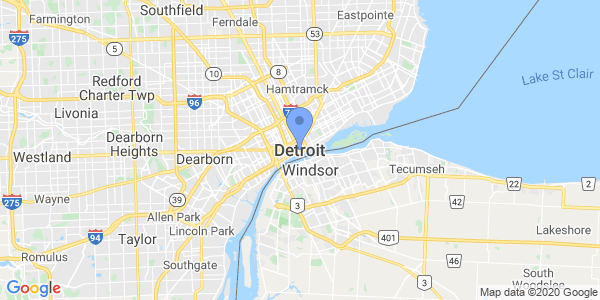 Southfield
Farmington
Ferndale
Eastpointe
275
5
53
Lake St Clair
10
8
Redford
Charter Twp
Hamtramck
96
Livonia
Dearborn
Heights
Detroit
Westland
Dearborn
Windsor
Tecumseh
22
2
Wayne
39
42
275
Allen Park
3
Lincoln Park
94
Taylor
401
Lakeshore
Romulus
Southgate
46
3
South
Woodslee
Google
Map data ©2020 Google